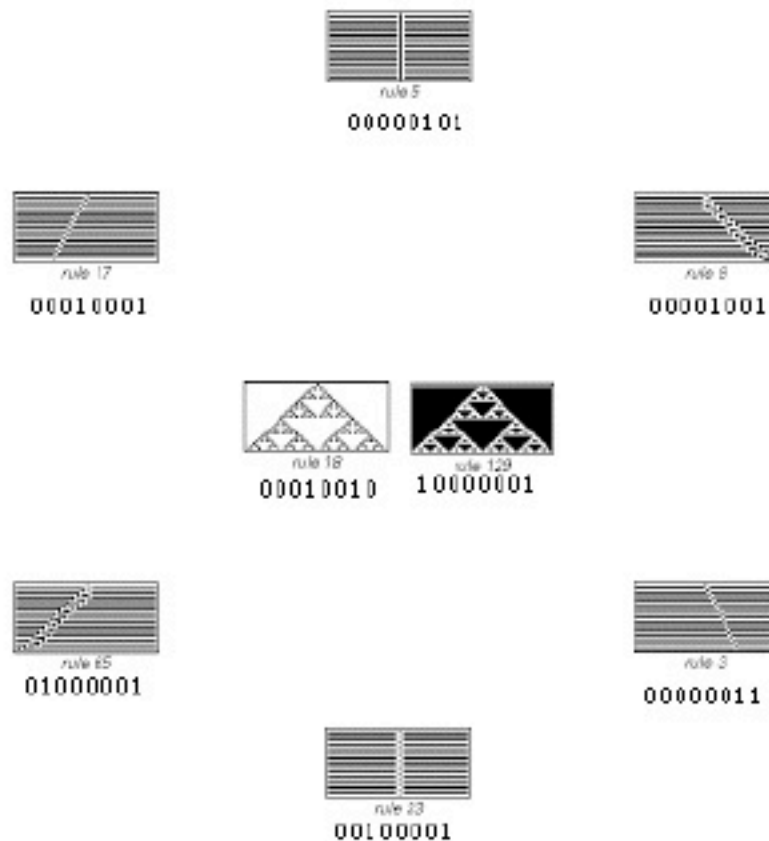 rule 5
00000101
rule 17
00010001
rule 9
00001001
rule 18
00010010
rule 129
10000001
rule 65
01000001
rule 3
00000011
rule 33
00100001